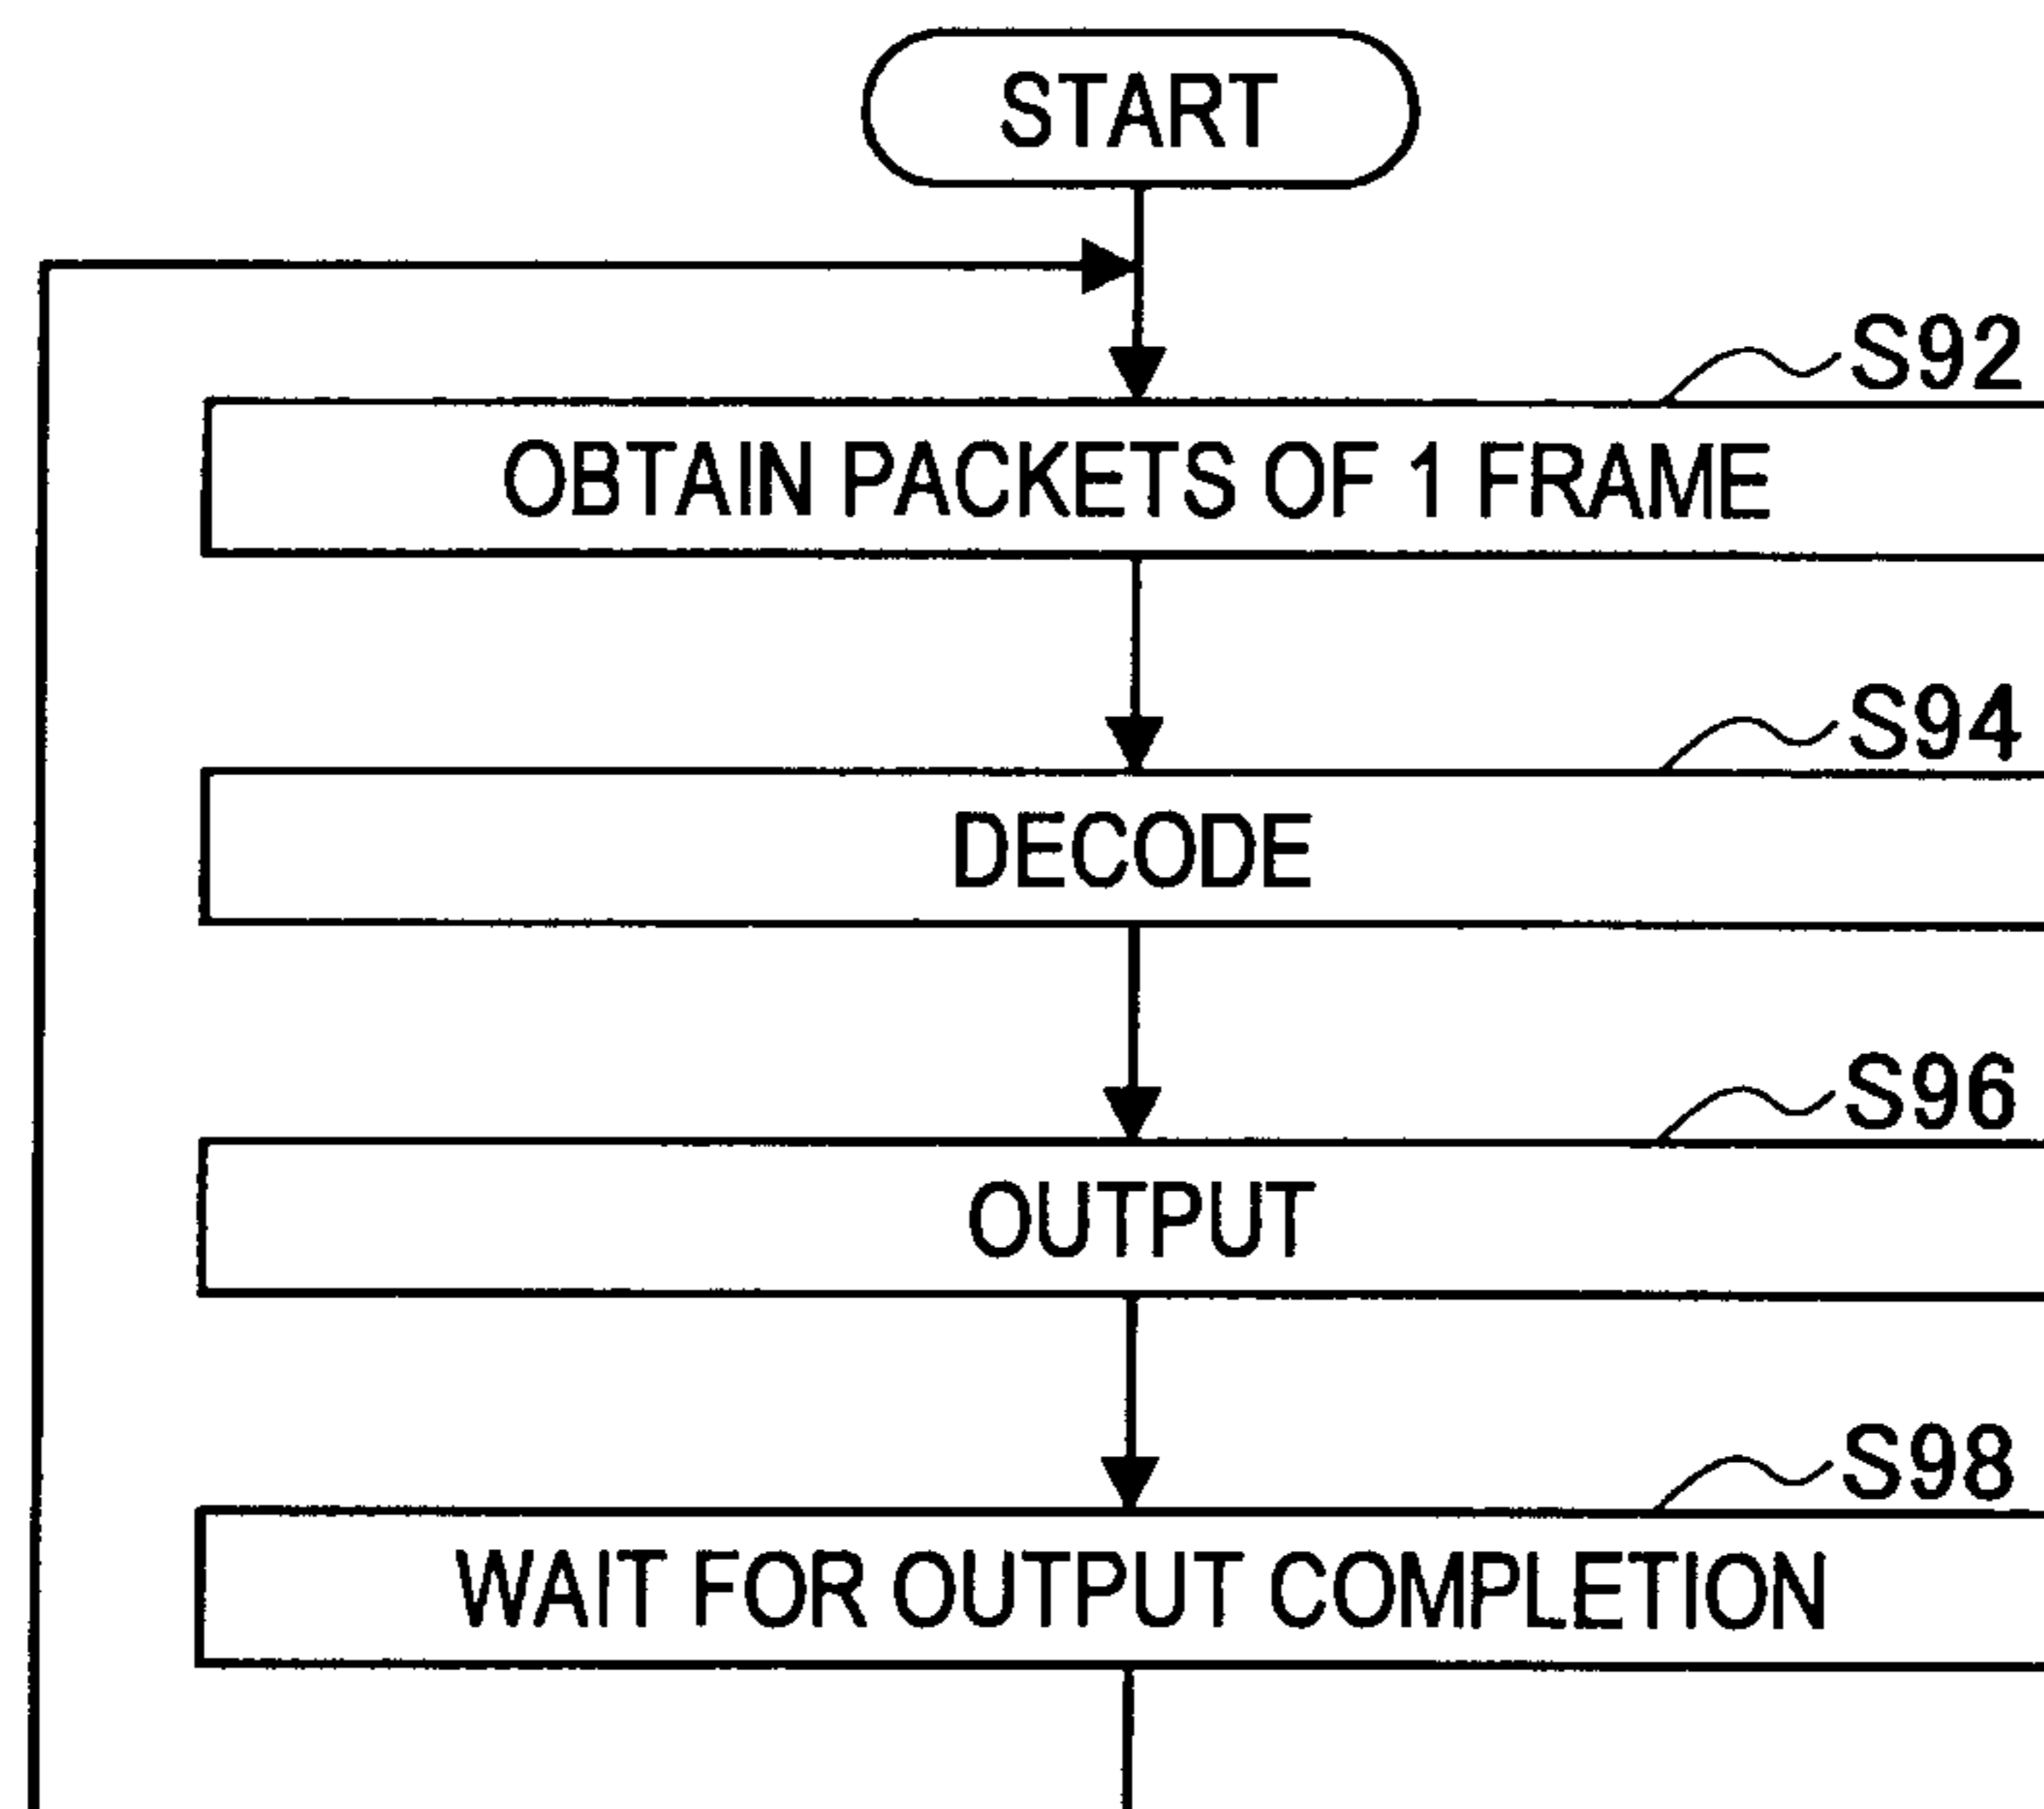 START
S92
OBTAIN PACKETS OF 1 FRAME
S94
DECODE
S96
OUTPUT
S98
WAIT FOR OUTPUT COMPLETION